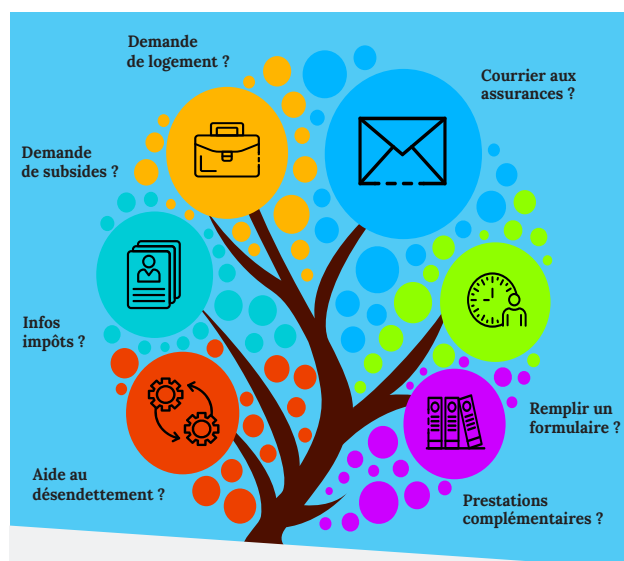 Demande
de logement ?
Courrier aux
assurances ?
Demande
de subsides ?
Infos
impôts ?
Remplir un
formulaire ?
Aide au
désendettement ?
Prestations
complémentaires ?